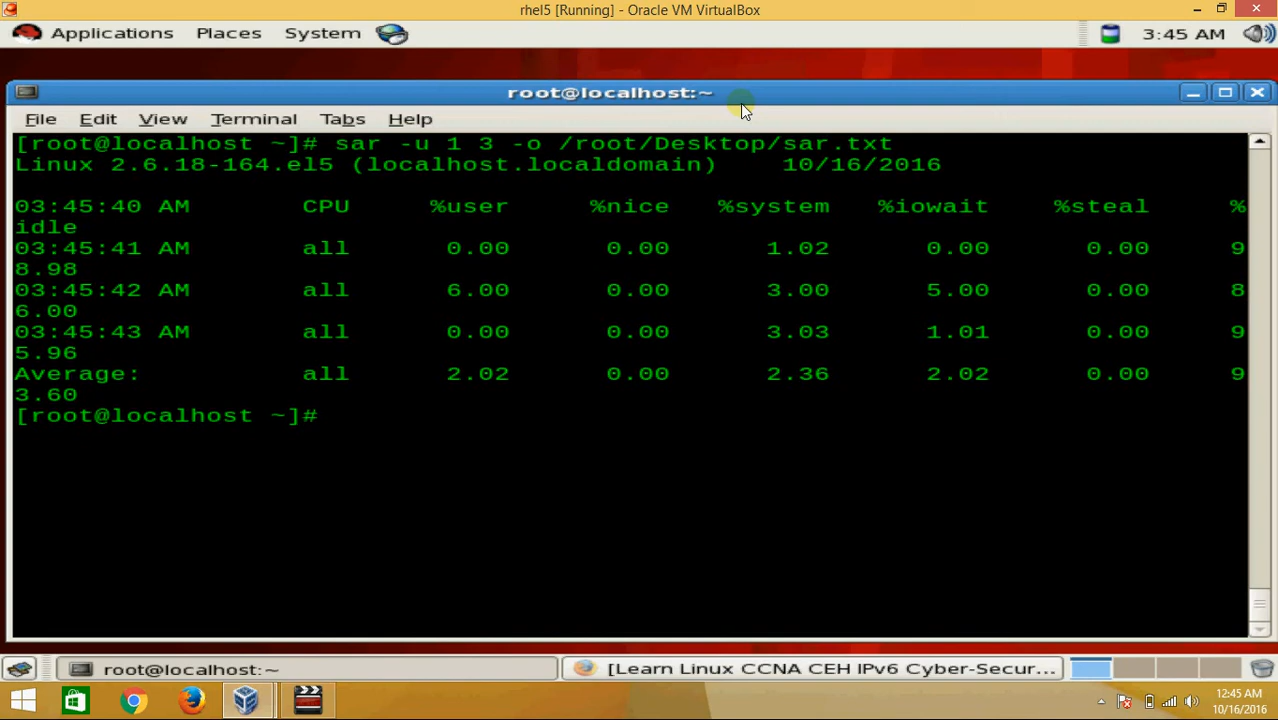 rhel5 [Running] - Oracle VM VirtualBox
Applications Places System 3:45 AM
root@localhost:~
File Edit View Terminal Tabs Help
[root@localhost ~]# sar -u 1 3 -o /root/Desktop/sar.txt
Linux 2.6.18-164.el5 (localhost.localdomain) 10/16/2016
03:45:40 AM CPU %user %nice %system %iowait %steal %
idle
03:45:41 AM all 0.00 0.00 1.02 0.00 0.00 9
8.98
03:45:42 AM all 6.00 0.00 3.00 5.00 0.00 8
6.00
03:45:43 AM all 0.00 0.00 3.03 1.01 0.00 9
5.96
Average: all 2.02 0.00 2.36 2.02 0.00 9
3.60
[root@localhost ~]#
root@localhost:~ [Learn Linux CCNA CEH IPv6 Cyber-Secur...
12:45 AM
10/16/2016